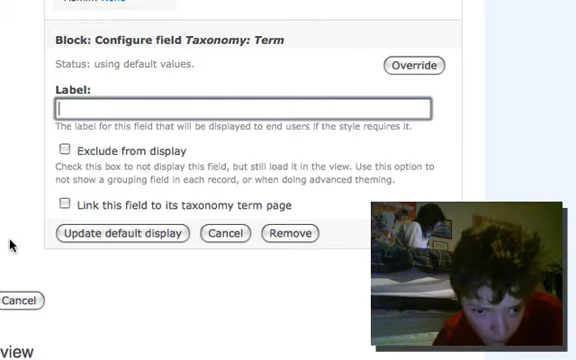 Block: Configure field Taxonomy: Term
Status: using default values.
Override
Label:
The label for this field that will be displayed to end users if the style requires it.
Exclude from display
Check this box to not display this field, but still load it in the view. Use this option to
not show a grouping field in each record, or when doing advanced theming.
Link this field to its taxonomy term page
Update default display Cancel Remove
Cancel
view